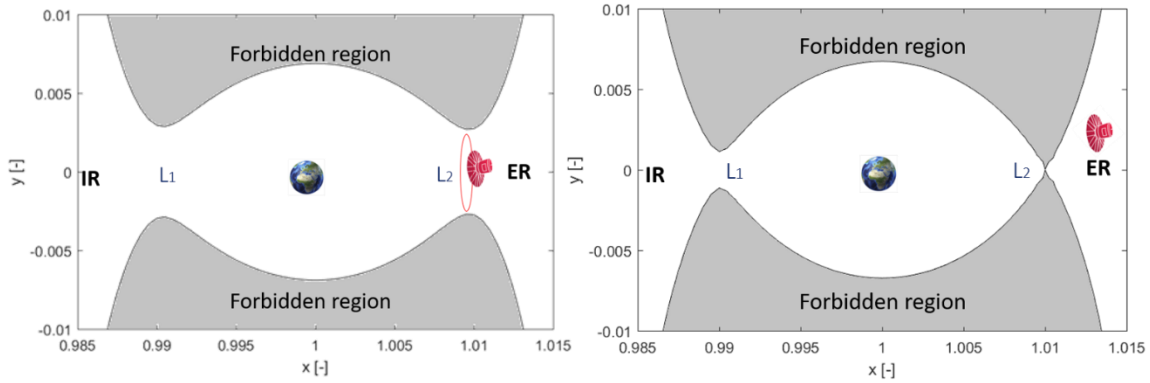 0.01
Forbidden region
0.005
y [-]
0
IR
L1
L2
ER
-0.005
Forbidden region
-0.01
0.985
0.99
0.995
1
1.005
1.01
1.015
x [-]
0.01
Forbidden region
0.005
y [-]
0
IR
L1
L2
ER
-0.005
Forbidden region
-0.01
0.985
0.99
0.995
1
1.005
1.01
1.015
x [-]